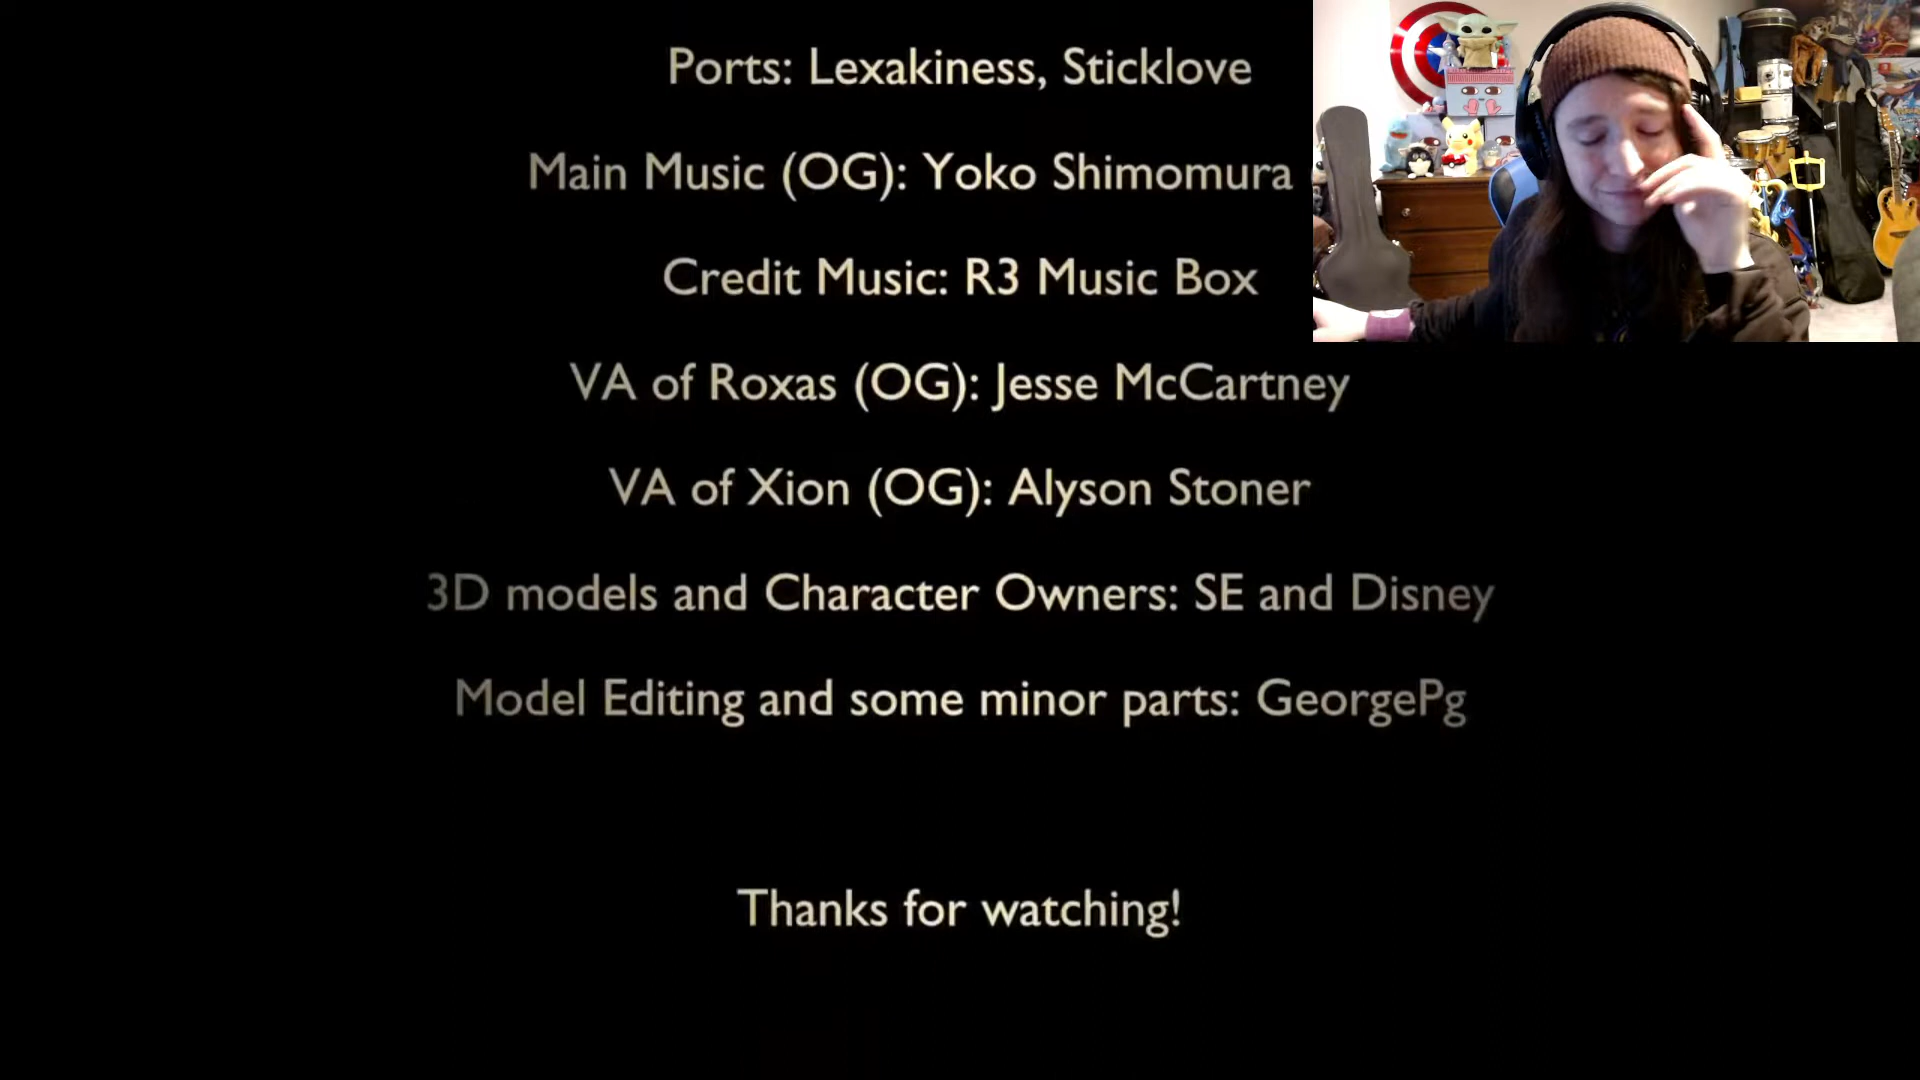 Ports: Lexakiness, Sticklove
Main Music (OG): Yoko Shimomura
Credit Music: R3 Music Box
VA of Roxas (OG): Jesse McCartney
VA of Xion (OG): Alyson Stoner
3D models and Character Owners: SE and Disney
Model Editing and some minor parts: GeorgePg
Thanks for watching!